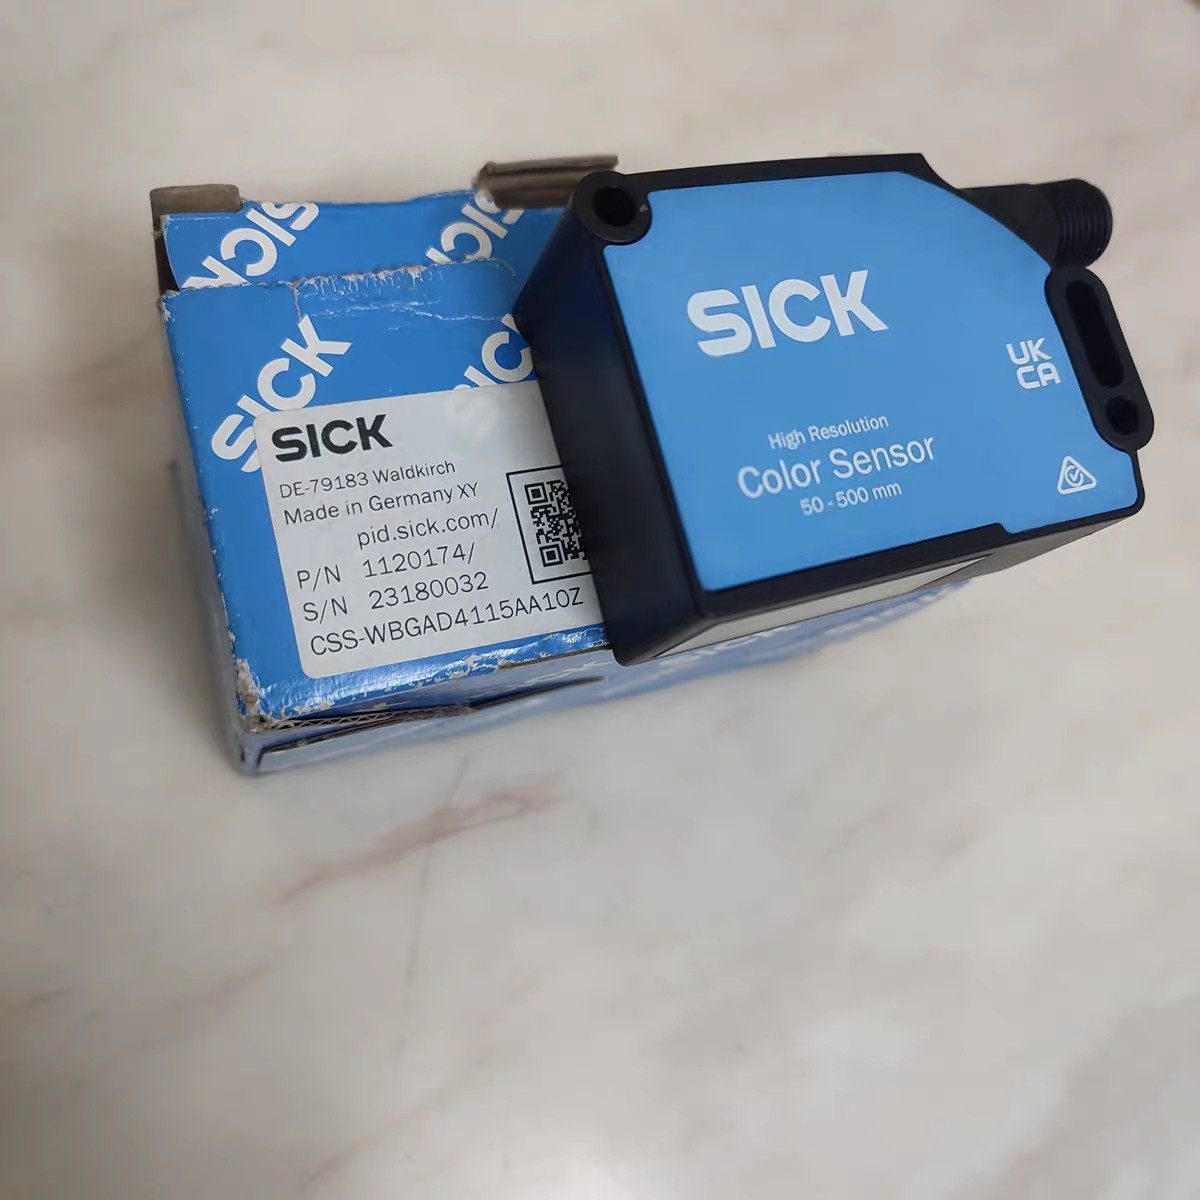 SICK
SICK
SICK
SICK
SICK
DE-79183 Waldkirch
Made in Germany XY
pid.sick.com/
P/N 1120174/
S/N 23180032
CSS-WBGAD4115AA10Z
SICK
UK
CA
High Resolution
Color Sensor
50-500 mm